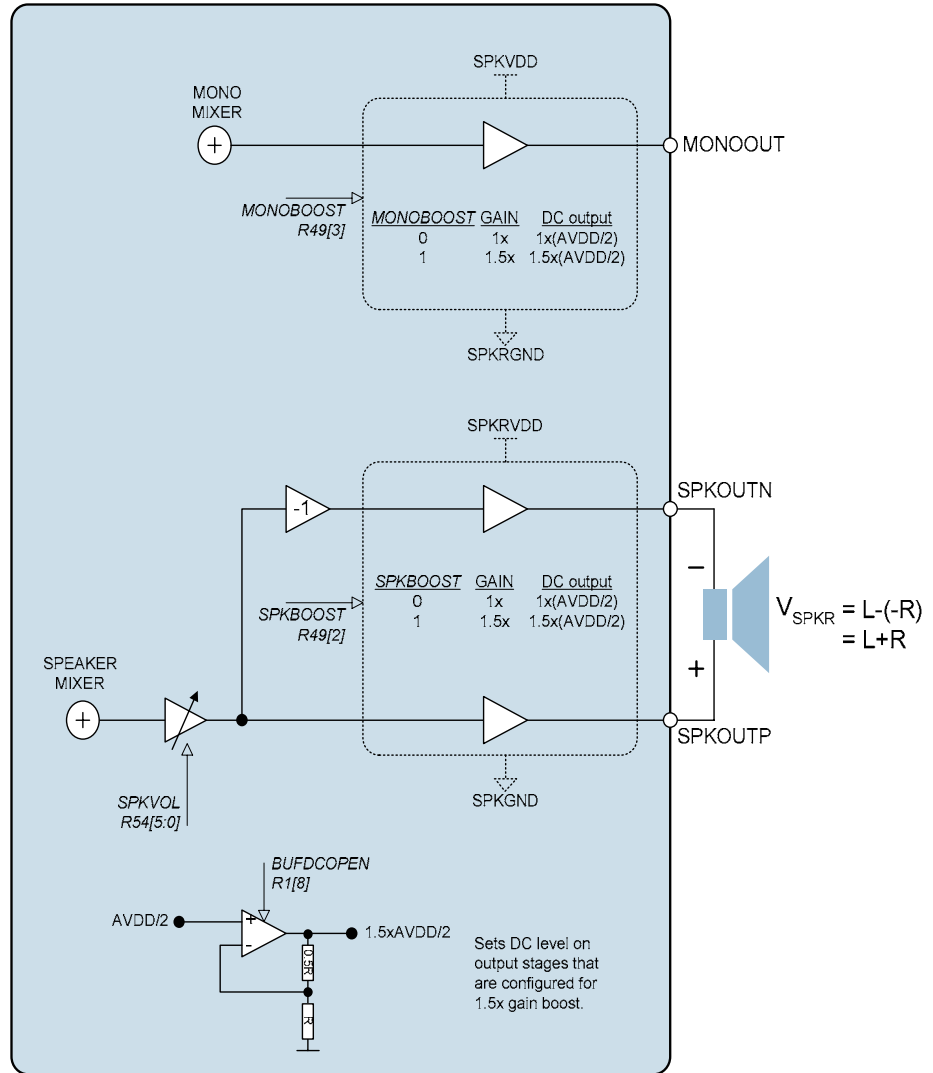 SPKVDD
MONO
MIXER
+
MONOOUT
MONOBOOST
R49[3]
MONOBOOST GAIN DC output
0 1x 1x(AVDD/2)
1 1.5x 1.5x(AVDD/2)
SPKRGND
SPKRVDD
SPKOUTN
-1
SPKBOOST
R49[2]
SPKBOOST GAIN DC output
0 1x 1x(AVDD/2)
1 1.5x 1.5x(AVDD/2)
–
+
VSPKR = L-(-R)
= L+R
SPEAKER
MIXER
+
SPKOUTP
SPKGND
SPKVOL
R54[5:0]
BUFDCOPEN
R1[8]
AVDD/2
+
-
1.5xAVDD/2
0.5R
R
Sets DC level on
output stages that
are configured for
1.5x gain boost.